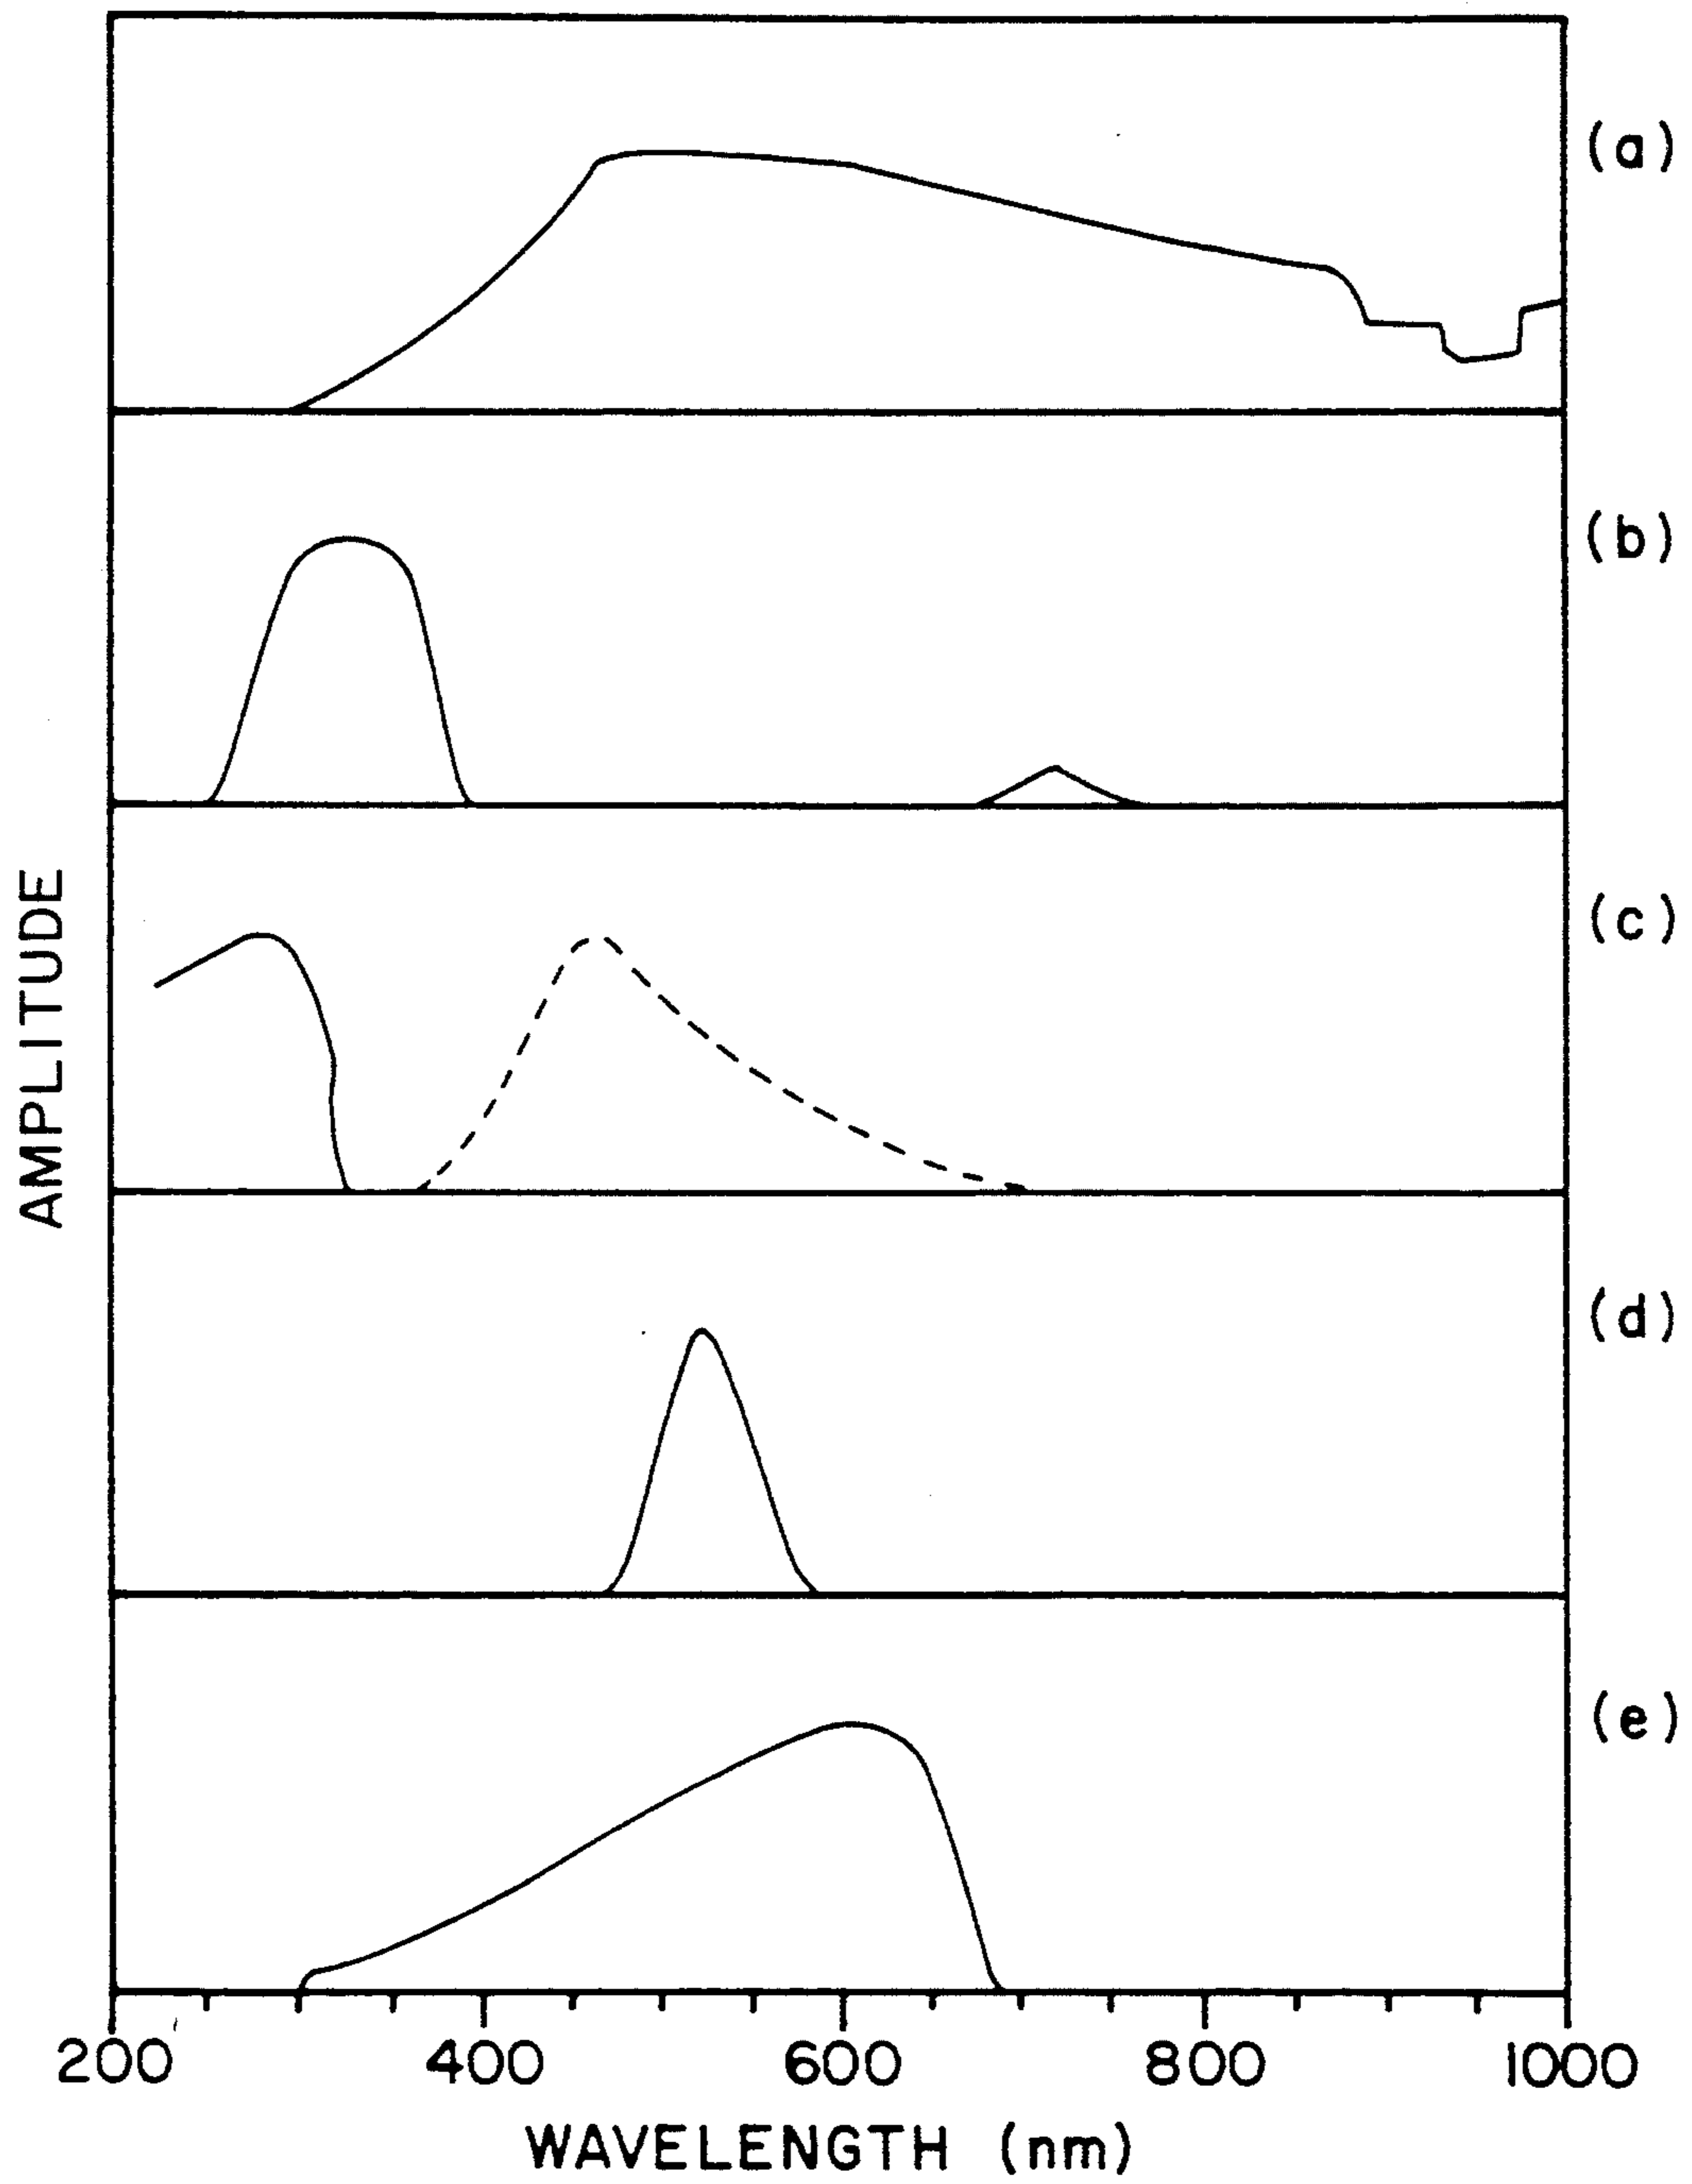 (a)
(b)
(c)
(d)
(e)
AMPLITUDE
200 400 600 800 1000
WAVELENGTH (nm)